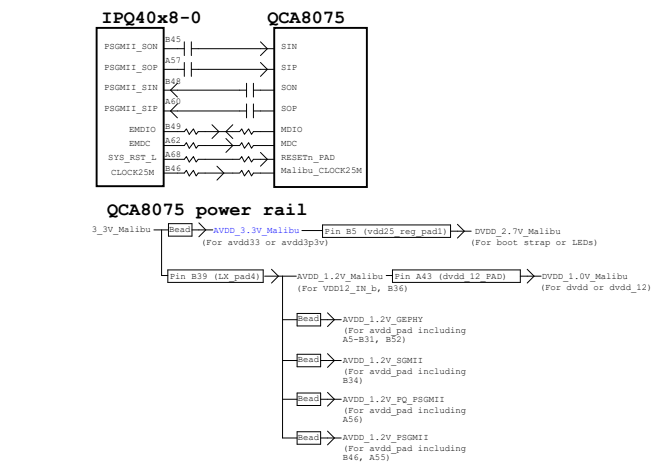 IPQ40x8-0 QCA8075
PSGMII_SON B45 SIN
PSGMII_SOP A57 SIP
PSGMII_SIN B48 SON
PSGMII_SIP A60 SOP
EMDIO B49 MDIO
EMDC A62 MDC
SYS_RST_L A68 RESETn_PAD
CLOCK25M B46 Malibu_CLOCK25M
QCA8075 power rail
3_3V_Malibu Bead AVDD_3.3V_Malibu Pin B5 (vdd25_reg_pad1) DVDD_2.7V_Malibu
(For avdd33 or avdd3p3v) (For boot strap or LEDs)
Pin B39 (LX_pad4) AVDD_1.2V_Malibu Pin A43 (dvdd_12_PAD) DVDD_1.0V_Malibu
(For VDD12_IN_b, B36) (For dvdd or dvdd_12)
Bead AVDD_1.2V_GEPHY
(For avdd_pad including
A5-B31, B52)
Bead AVDD_1.2V_SGMII
(For avdd_pad including
B34)
Bead AVDD_1.2V_PQ_PSGMII
(For avdd_pad including
A56)
Bead AVDD_1.2V_PSGMII
(For avdd_pad including
B46, A55)